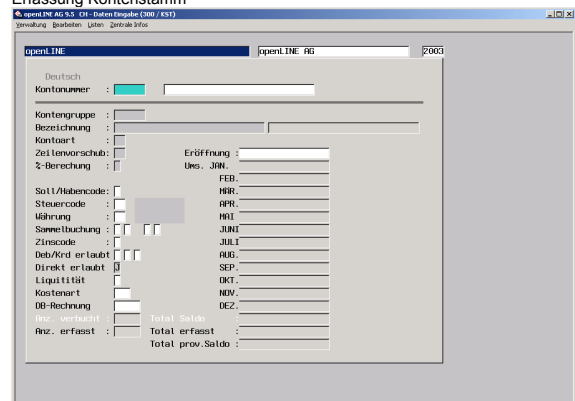 Erfassung Kontenstamm
openLINE AG 9.5 CH - Daten Eingabe (300 / KST)
Verwaltung Bearbeiten Listen Zentrale Infos
openLINE openLINE AG 2003
Deutsch
Kontonummer :
Kontengruppe :
Bezeichnung :
Kontoart :
Zeilenvorschub: Eröffnung :
%-Berechung : Ums. JAN.
FEB.
Soll/Habencode: MÄR.
Steuercode : APR.
Währung : MAI
Sammelbuchung : JUNI
Zinscode : JULI
Deb/Krd erlaubt AUG.
Direkt erlaubt J SEP.
Liquitität OKT.
Kostenart NOV.
DB-Rechnung DEZ.
Anz. verbucht : Total Saldo :
Anz. erfasst : Total erfasst :
Total prov.Saldo :